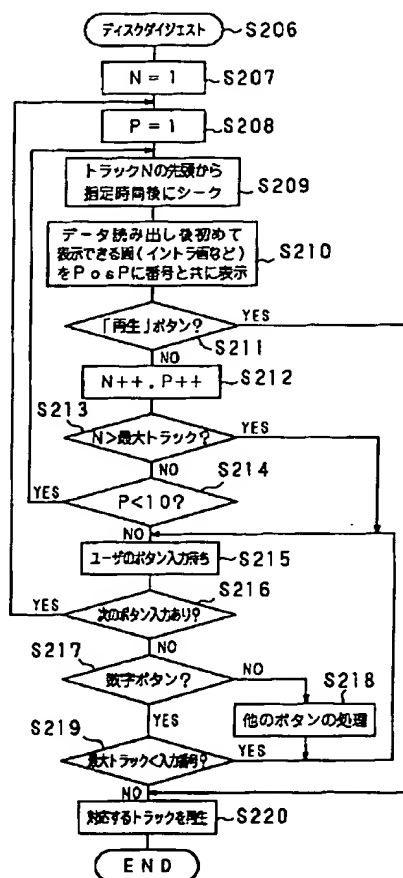 ディスクダイジェスト
S206
N = 1
S207
P = 1
S208
トラックNの先頭から
指定時間後にシーク
S209
データ読み出し後初めて
表示できる画(イントラ画など)
をPosPに番号と共に表示
S210
「再生」ボタン?
YES
S211
NO
N++. P++
S212
S213
N>最大トラック?
YES
NO
S214
P<10?
YES
NO
ユーザのボタン入力待ち
S215
S216
次のボタン入力あり?
YES
NO
S217
数字ボタン?
NO
S218
他のボタンの処理
YES
S219
最大トラック<入力番号?
YES
NO
対応するトラックを再生
S220
END